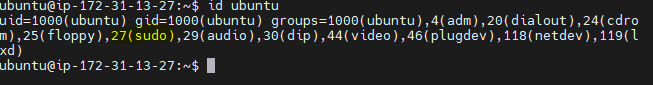 ubuntu@ip-172-31-13-27:~$ id ubuntu
uid=1000(ubuntu) gid=1000(ubuntu) groups=1000(ubuntu),4(adm),20(dialout),24(cdro
m),25(floppy),27(sudo),29(audio),30(dip),44(video),46(plugdev),118(netdev),119(l
xd)
ubuntu@ip-172-31-13-27:~$